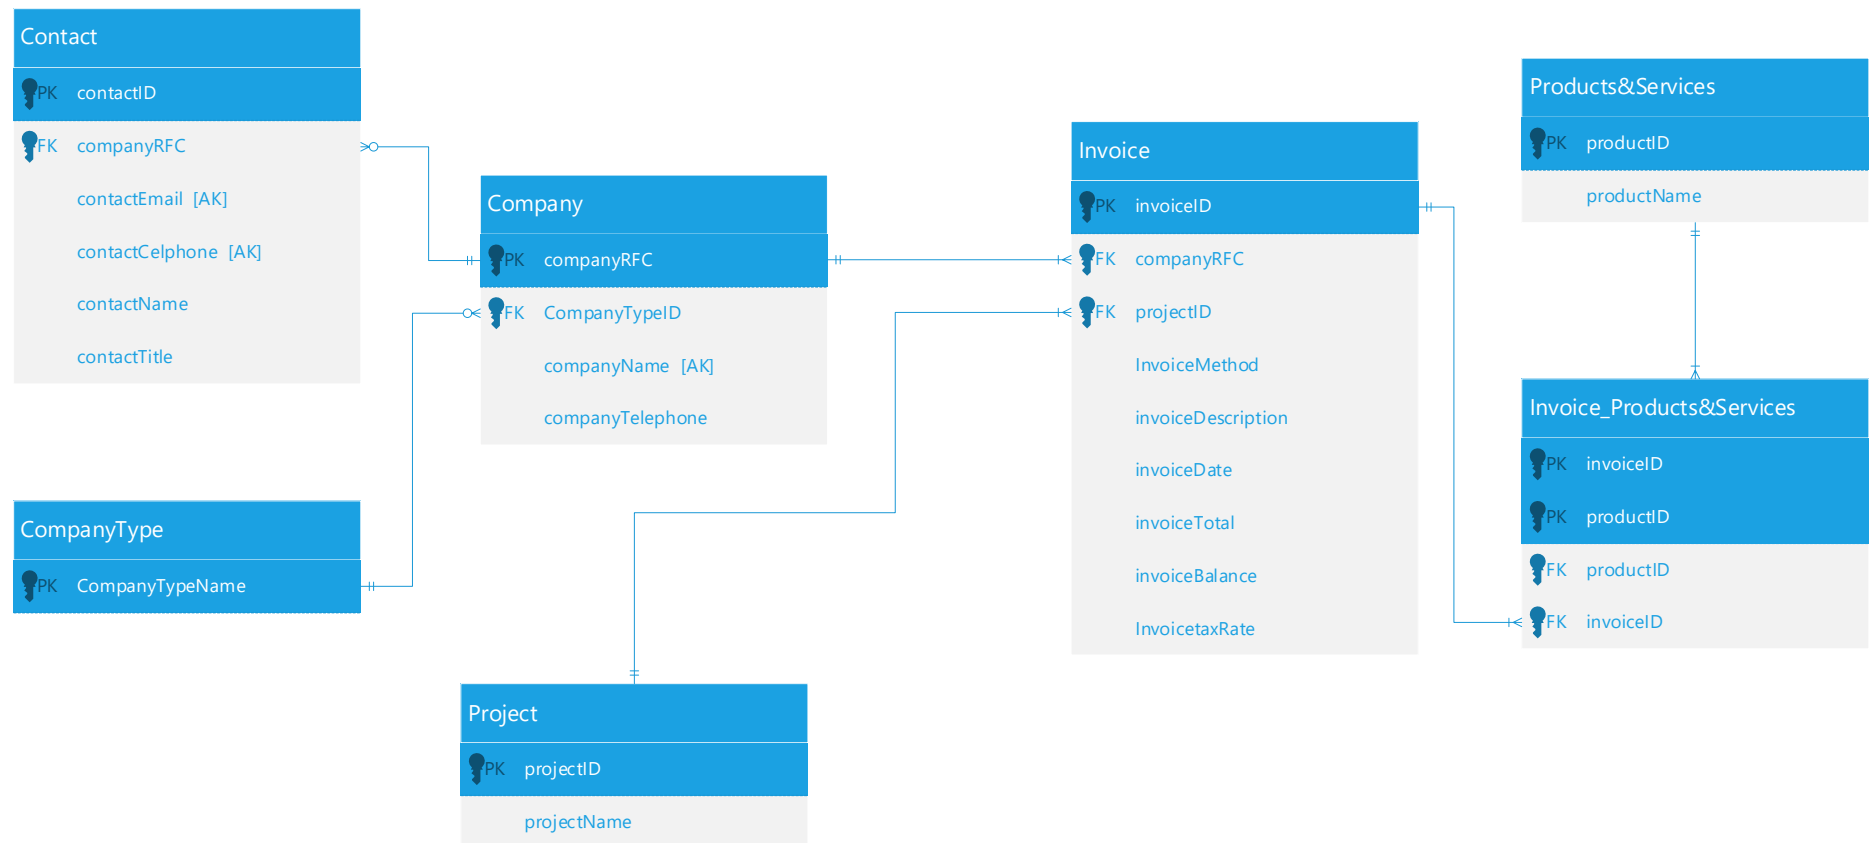 Contact
PK contactID
FK companyRFC
contactEmail [AK]
contactCelphone [AK]
contactName
contactTitle
Company
PK companyRFC
FK CompanyTypeID
companyName [AK]
companyTelephone
CompanyType
PK CompanyTypeName
Project
PK projectID
projectName
Invoice
PK invoiceID
FK companyRFC
FK projectID
InvoiceMethod
invoiceDescription
invoiceDate
invoiceTotal
invoiceBalance
InvoicetaxRate
Products&Services
PK productID
productName
Invoice_Products&Services
PK invoiceID
PK productID
FK productID
FK invoiceID